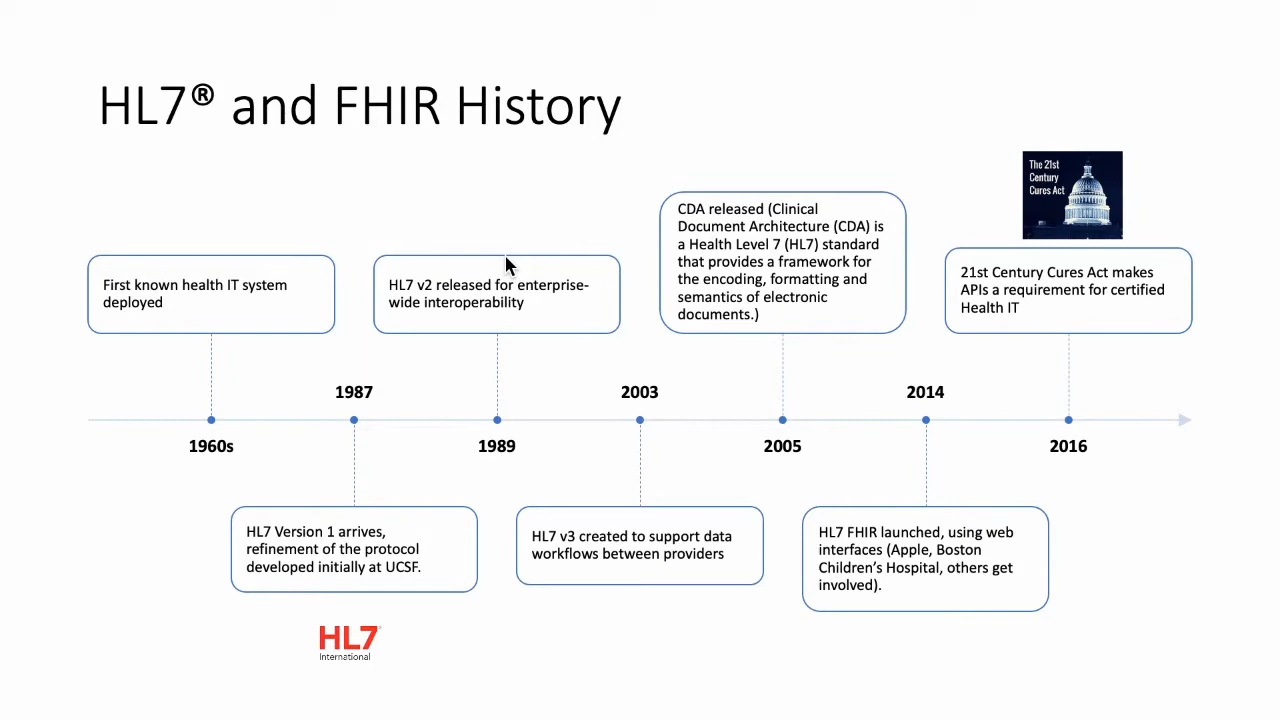 HL7® and FHIR History
The 21st
Century
Cures Act
First known health IT system
deployed
HL7 v2 released for enterprise-
wide interoperability
CDA released (Clinical
Document Architecture (CDA) is
a Health Level 7 (HL7) standard
that provides a framework for
the encoding, formatting and
semantics of electronic
documents.)
21st Century Cures Act makes
APIs a requirement for certified
Health IT
1987
2003
2014
1960s
1989
2005
2016
HL7 Version 1 arrives,
refinement of the protocol
developed initially at UCSF.
HL7 v3 created to support data
workflows between providers
HL7 FHIR launched, using web
interfaces (Apple, Boston
Children’s Hospital, others get
involved).
HL7
International